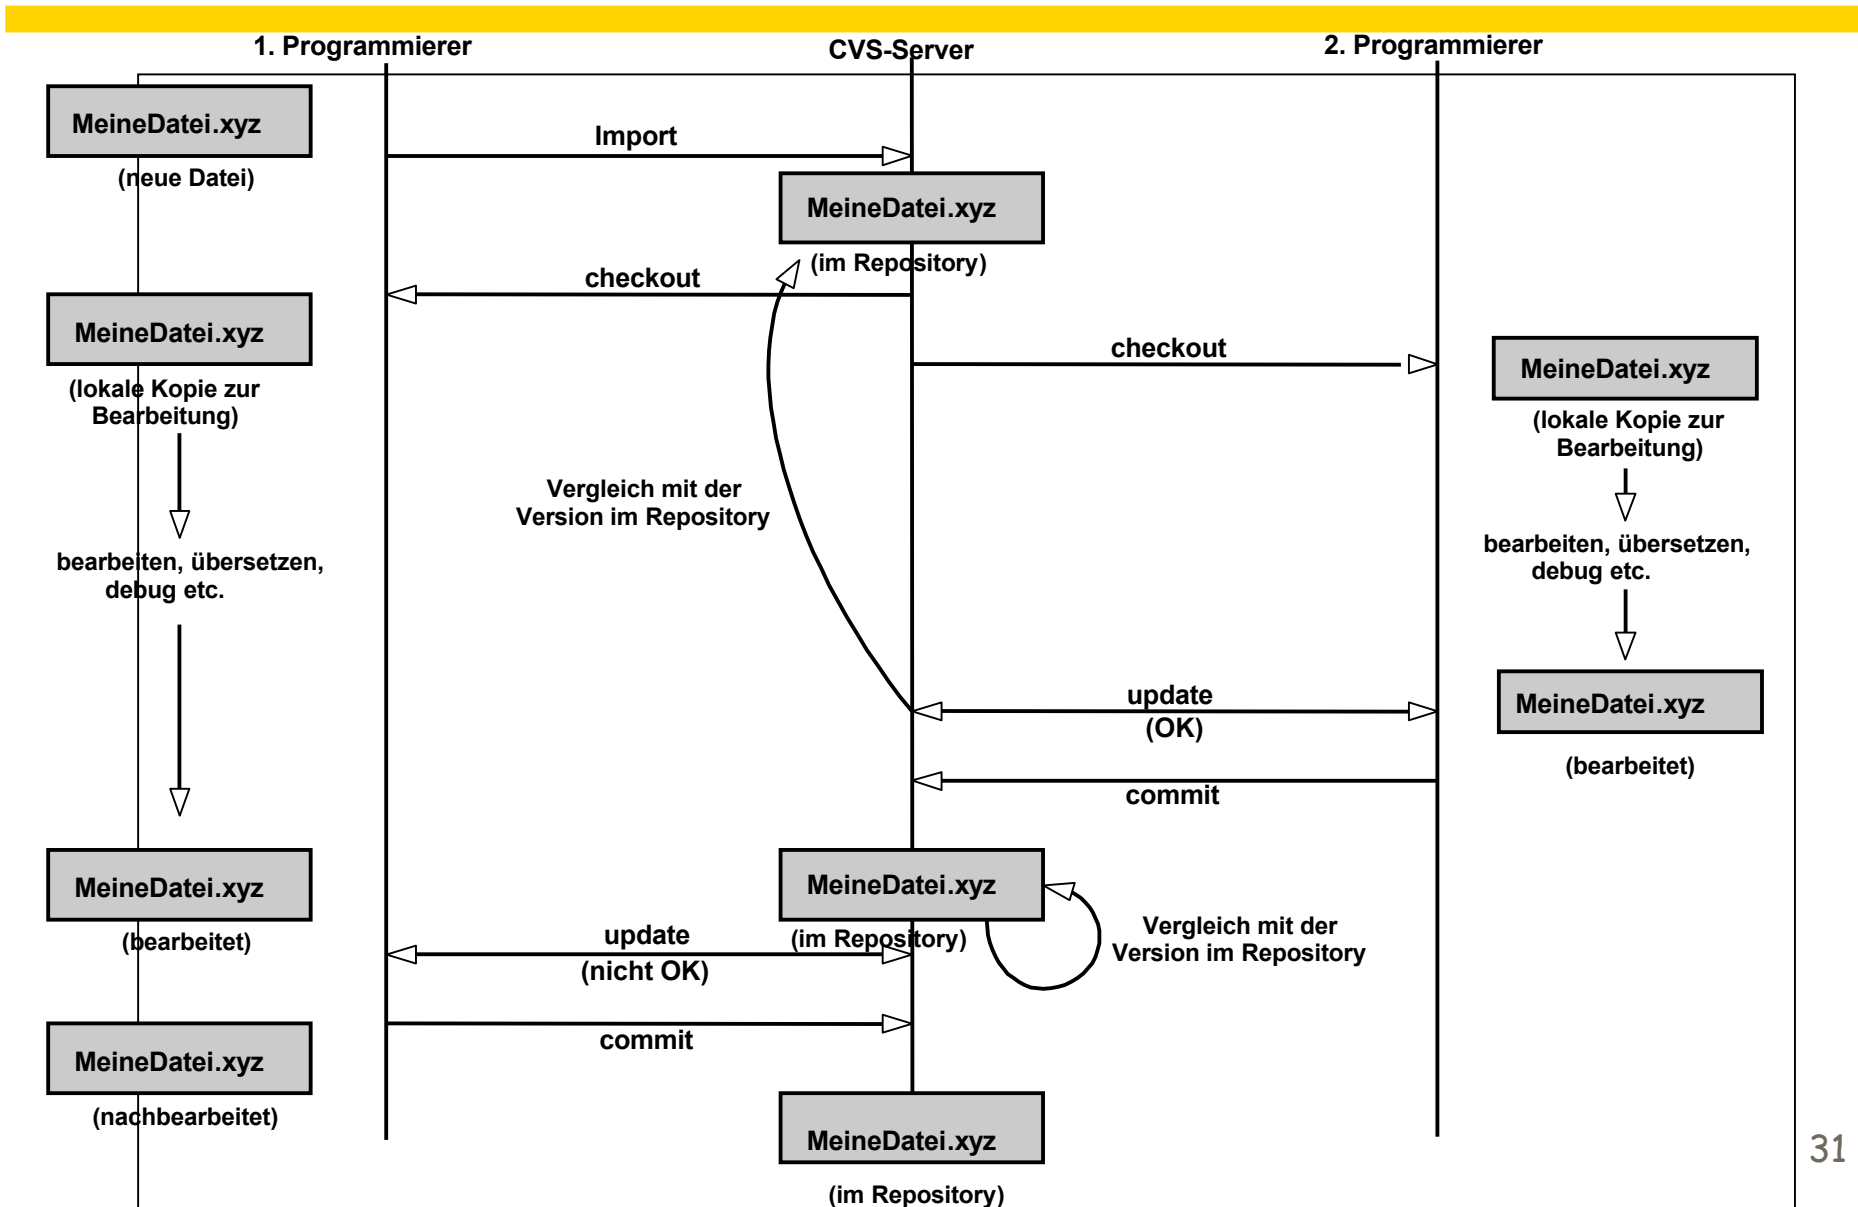 1. Programmierer
CVS-Server
2. Programmierer
MeineDatei.xyz
(neue Datei)
Import
MeineDatei.xyz
(im Repository)
checkout
MeineDatei.xyz
(lokale Kopie zur
Bearbeitung)
checkout
MeineDatei.xyz
(lokale Kopie zur
Bearbeitung)
Vergleich mit der
Version im Repository
bearbeiten, übersetzen,
debug etc.
bearbeiten, übersetzen,
debug etc.
update
(OK)
MeineDatei.xyz
(bearbeitet)
commit
MeineDatei.xyz
(bearbeitet)
MeineDatei.xyz
(im Repository)
Vergleich mit der
Version im Repository
update
(nicht OK)
commit
MeineDatei.xyz
(nachbearbeitet)
MeineDatei.xyz
(im Repository)
31